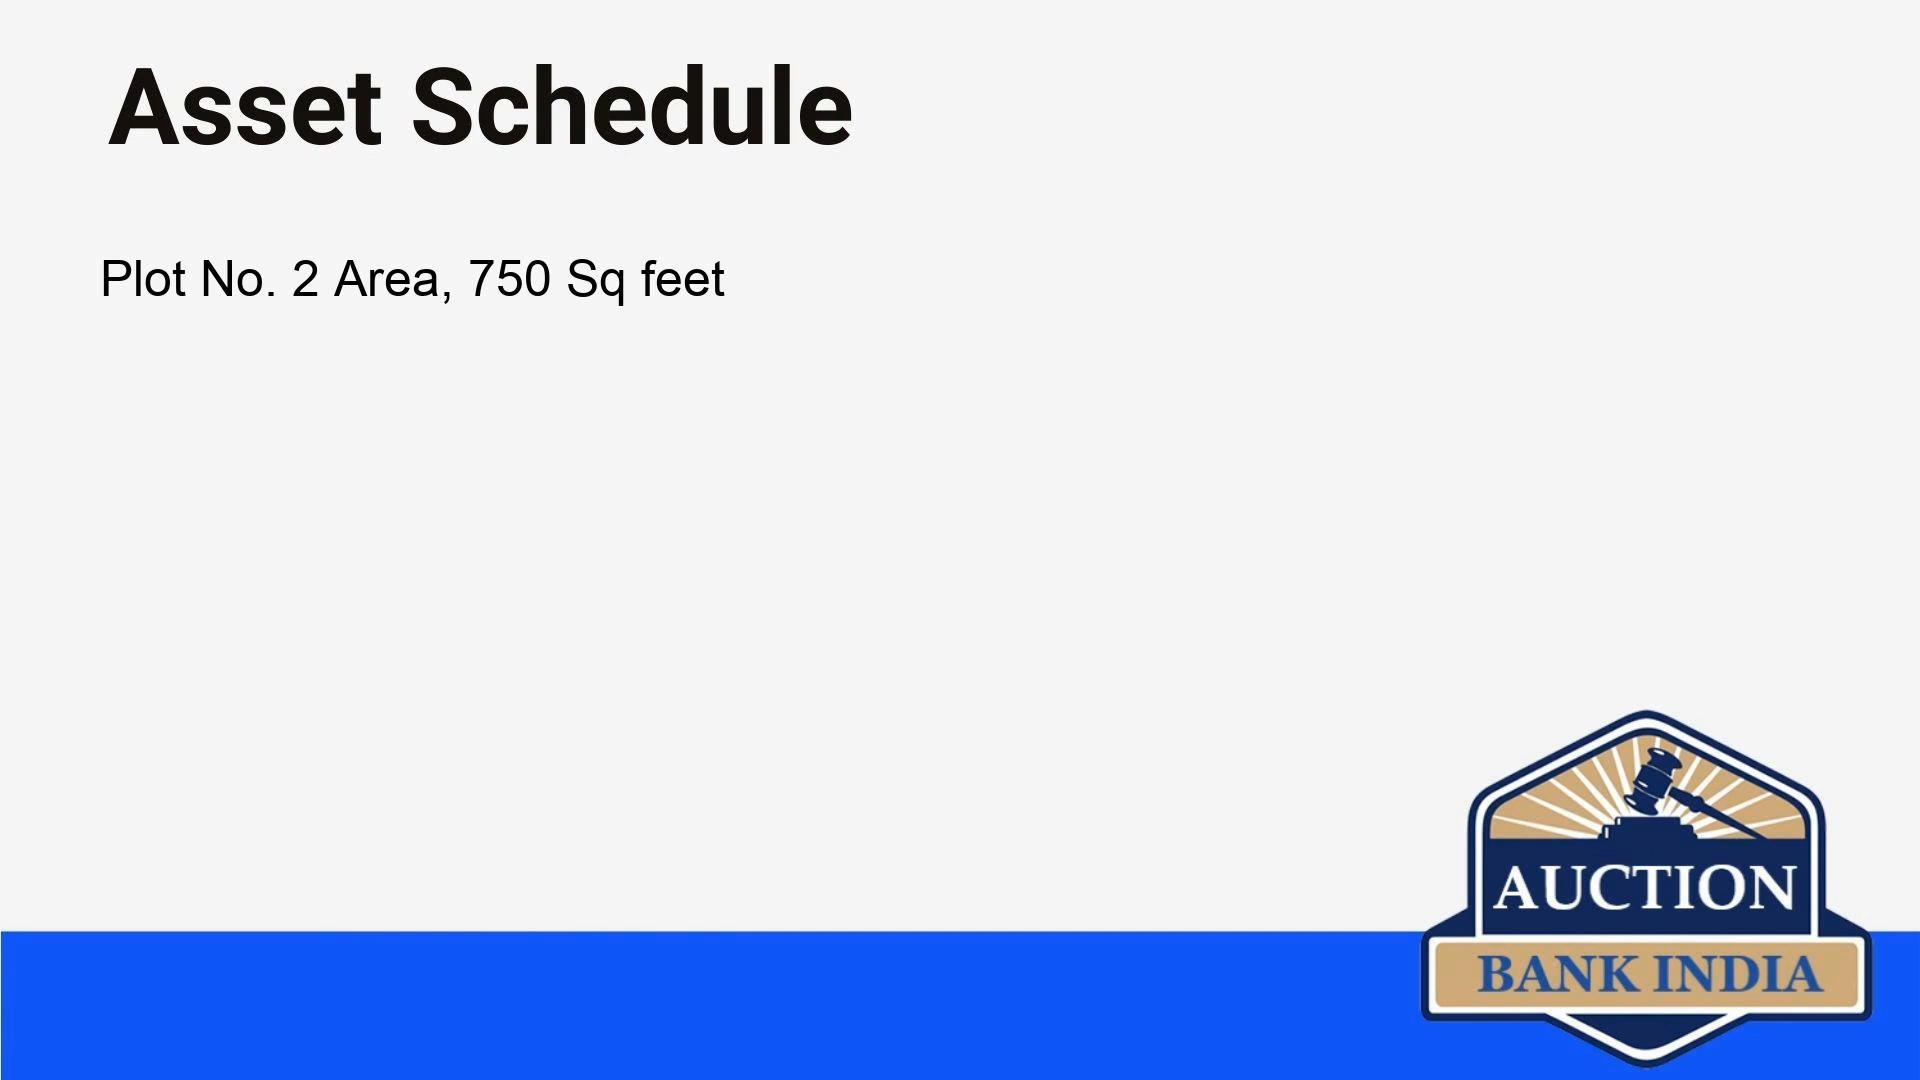 Asset Schedule
Plot No. 2 Area, 750 Sq feet
AUCTION
BANK INDIA